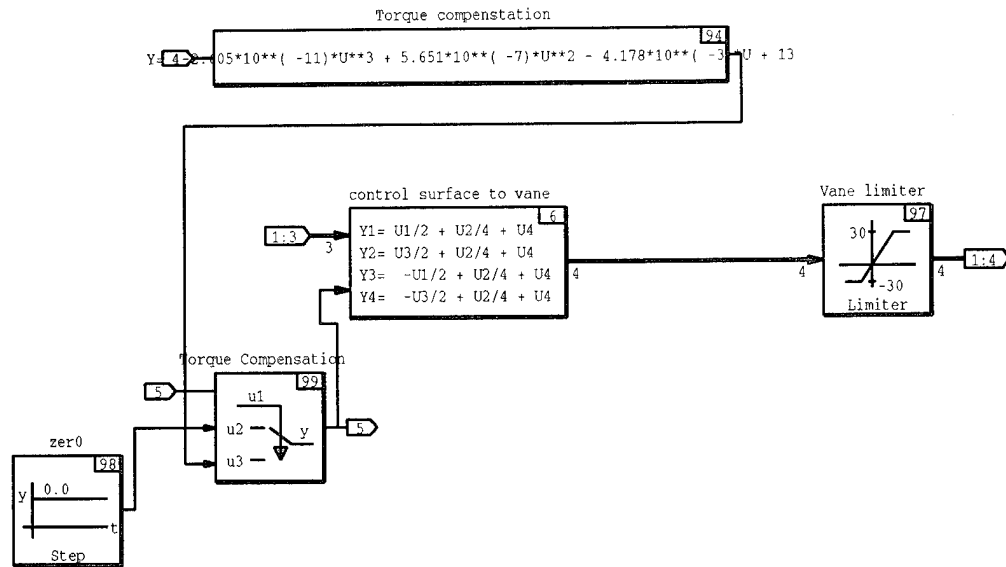 Torque compenstation
94
Y= 4 -2. 05*10**( -11)*U**3 + 5.651*10**( -7)*U**2 - 4.178*10**( -3 *U + 13
control surface to vane
6
1:3
3
Y1= U1/2 + U2/4 + U4
Y2= U3/2 + U2/4 + U4
Y3= -U1/2 + U2/4 + U4
Y4= -U3/2 + U2/4 + U4
4
4
Vane limiter
97
30
-30
Limiter
4
1:4
Torque Compensation
99
5
u1
u2
y
u3
5
zer0
98
y
0.0
t
Step